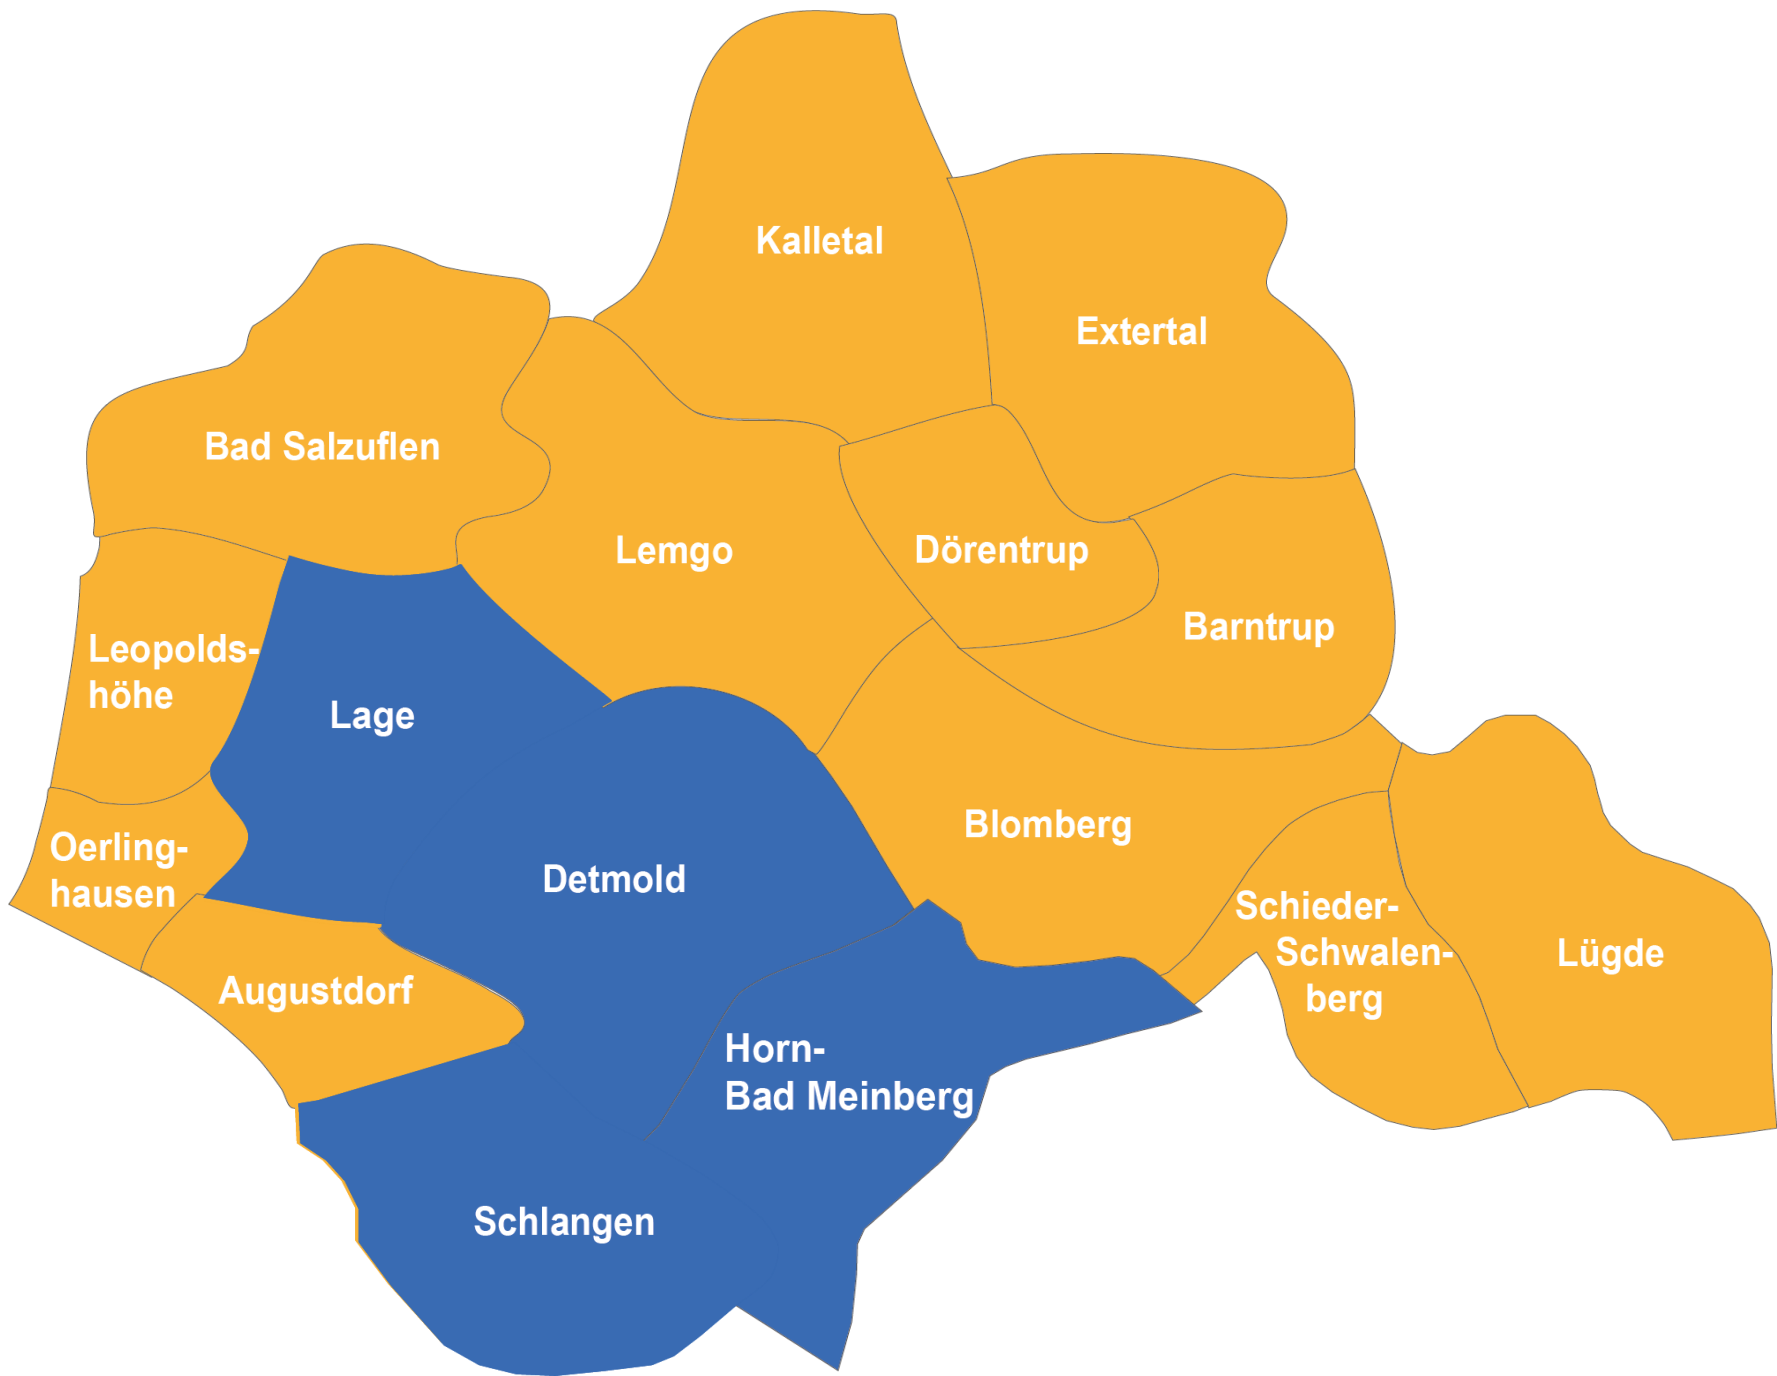 Kalletal
Extertal
Bad Salzuflen
Lemgo
Dörentrup
Barntrup
Leopolds-
höhe
Lage
Oerling-
hausen
Detmold
Blomberg
Schieder-
Schwalen-
berg
Lügde
Augustdorf
Horn-
Bad Meinberg
Schlangen